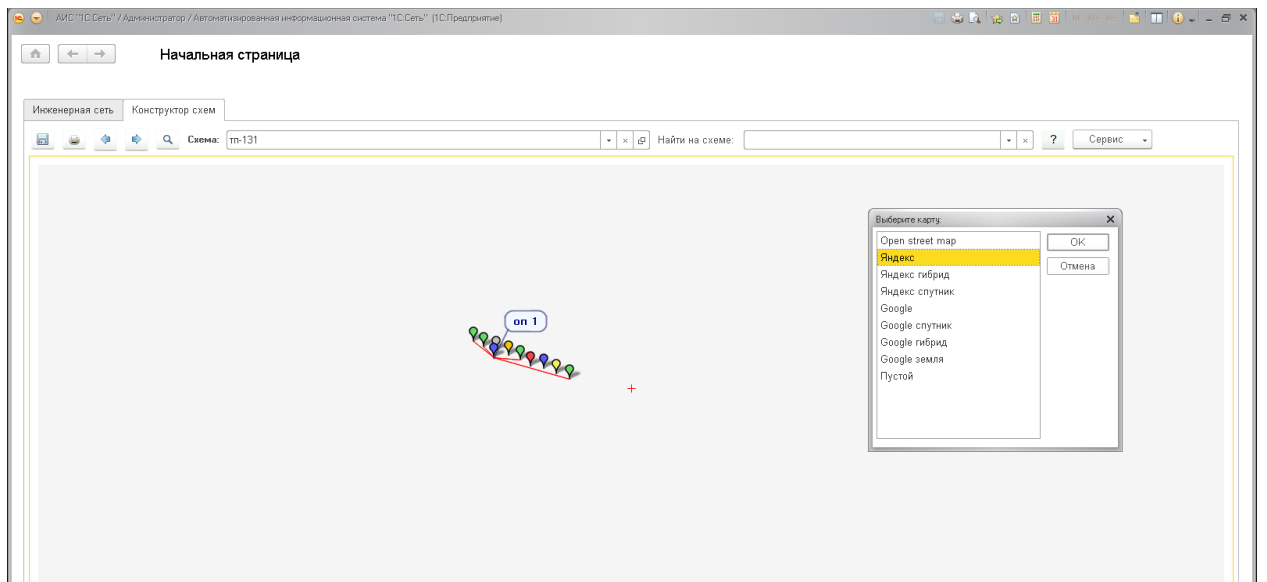 АИС "1С:Сеть" / Администратор / Автоматизированная информационная система "1С:Сеть" (1С:Предприятие)
M M+ M-
Начальная страница
Инженерная сеть Конструктор схем
Схема: тп-131 Найти на схеме: ? Сервис
Выберите карту:
Open street map OK
Яндекс Отмена
Яндекс гибрид
Яндекс спутник
Google
Google спутник
Google гибрид
Google земля
Пустой
оп 1